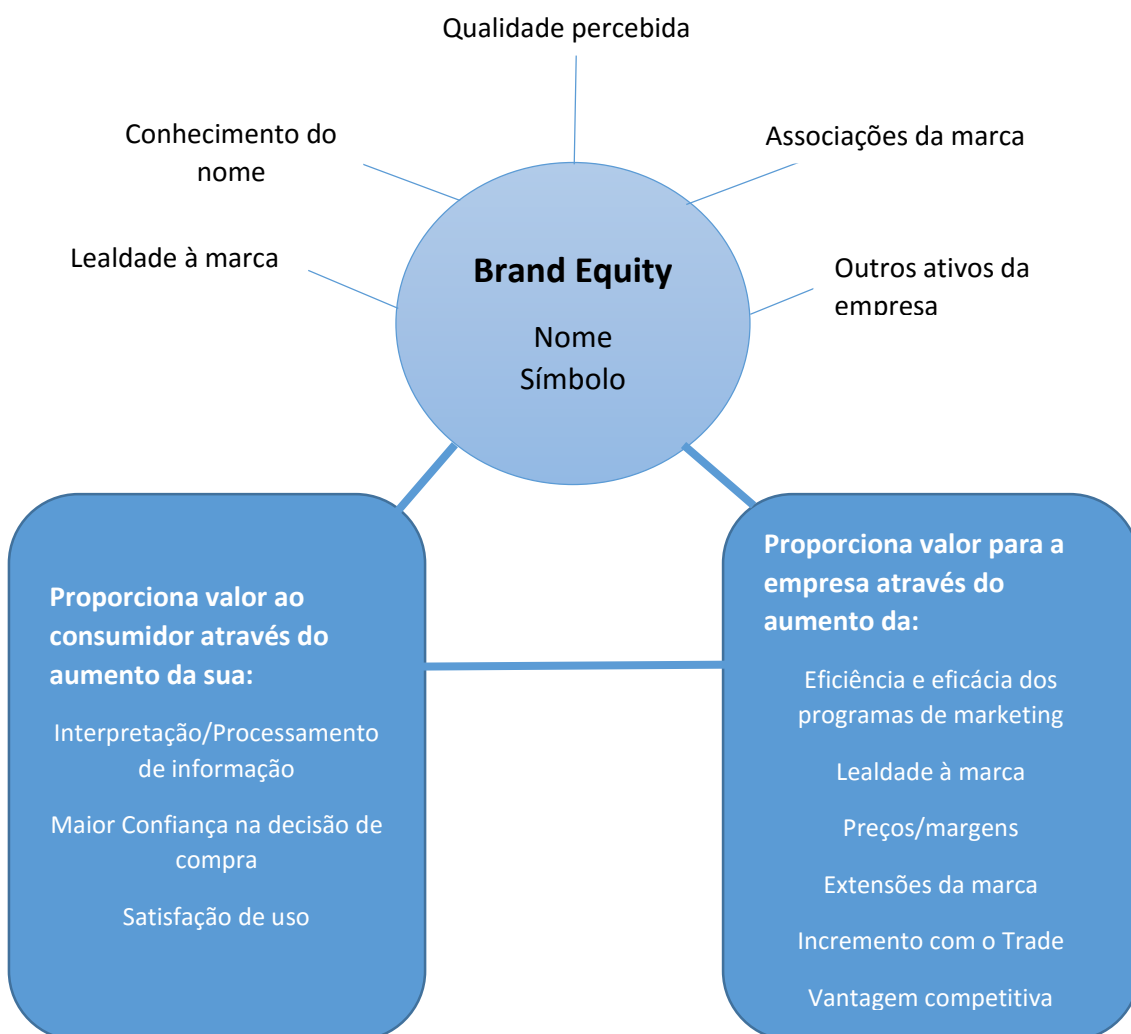 Qualidade percebida
Conhecimento do
nome
Associações da marca
Lealdade à marca
Outros ativos da
empresa
Brand Equity
Nome
Símbolo
Proporciona valor ao
consumidor através do
aumento da sua:
Interpretação/Processamento
de informação
Maior Confiança na decisão de
compra
Satisfação de uso
Proporciona valor para a
empresa através do
aumento da:
Eficiência e eficácia dos
programas de marketing
Lealdade à marca
Preços/margens
Extensões da marca
Incremento com o Trade
Vantagem competitiva